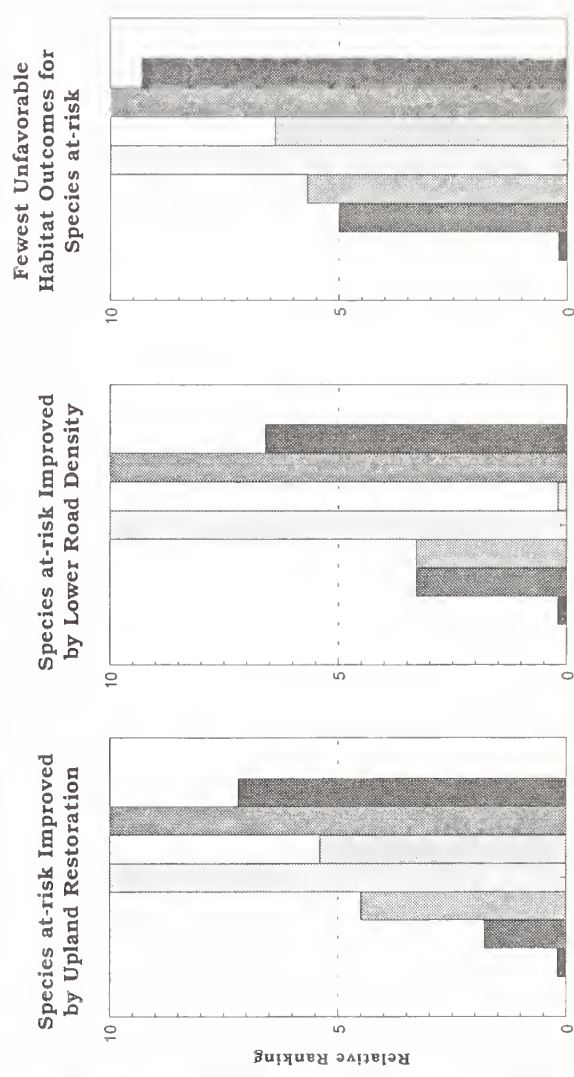 Species at-risk Improved
by Upland Restoration
Relative Ranking
10
5
0
Species at-risk Improved
by Lower Road Density
10
5
0
Fewest Unfavorable
Habitat Outcomes for
Species at-risk
10
5
0